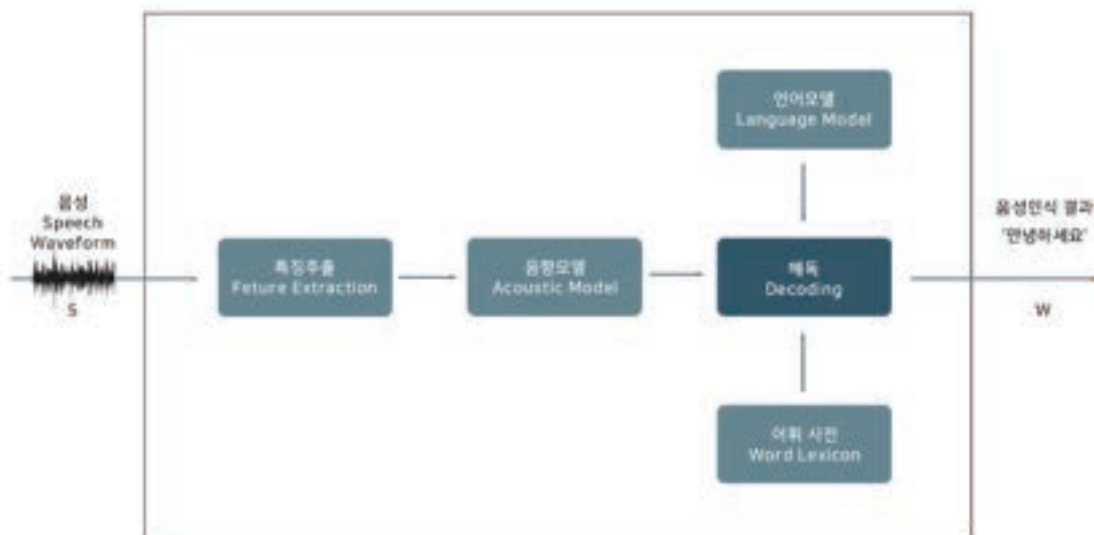 언어모델
Language Model
음성
Speech
Waveform
S
특징추출
Feture Extraction
음향모델
Acoustic Model
해독
Decoding
음성인식 결과
'안녕하세요'
W
어휘 사전
Word Lexicon